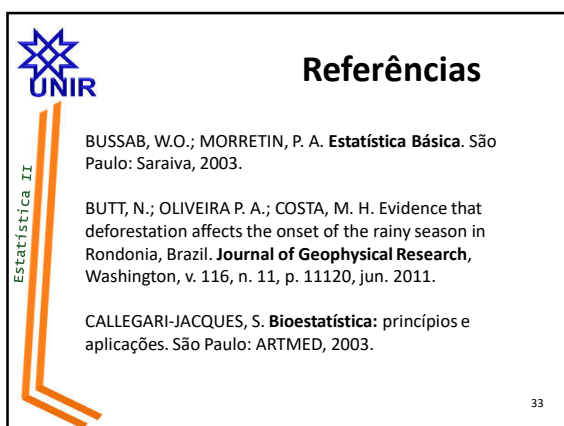 UNIR
Referências
Estatística II
BUSSAB, W.O.; MORRETIN, P. A. Estatística Básica. São
Paulo: Saraiva, 2003.
BUTT, N.; OLIVEIRA P. A.; COSTA, M. H. Evidence that
deforestation affects the onset of the rainy season in
Rondonia, Brazil. Journal of Geophysical Research,
Washington, v. 116, n. 11, p. 11120, jun. 2011.
CALLEGARI-JACQUES, S. Bioestatística: princípios e
aplicações. São Paulo: ARTMED, 2003.
33